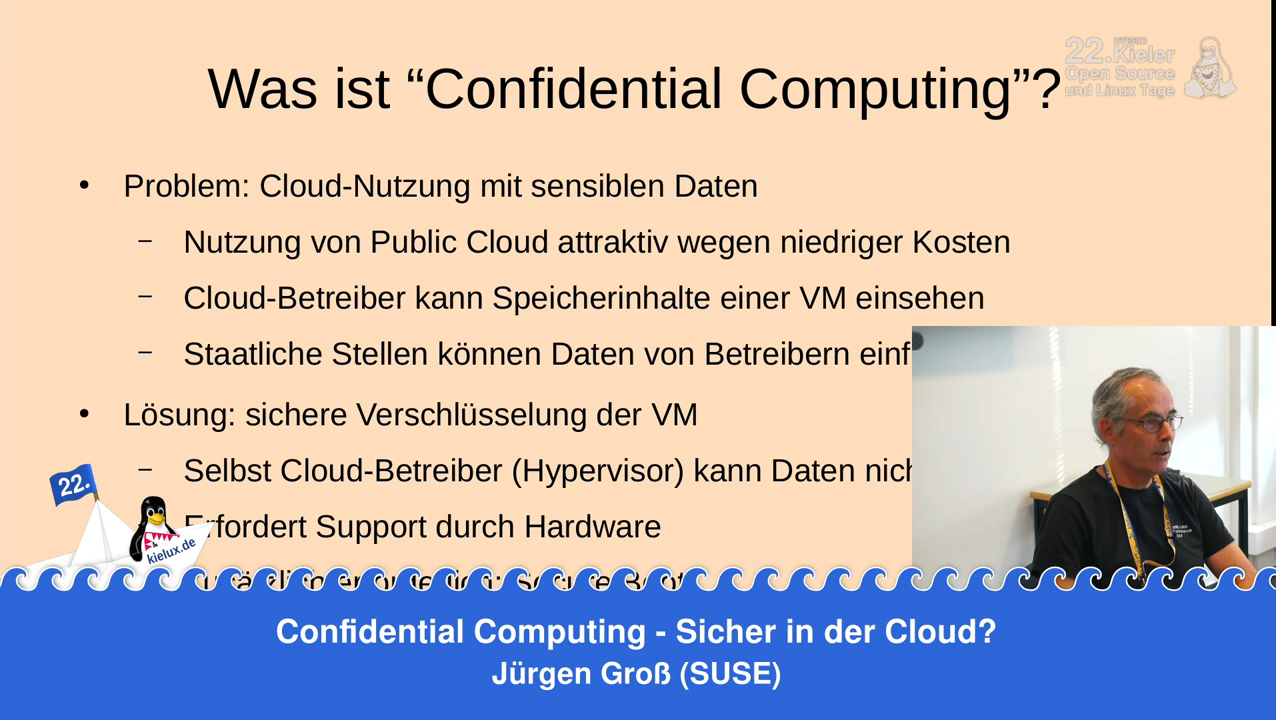 Was ist “Confidential Computing”?
22.
HYBRID
Kieler
Open Source
und Linux Tage
• Problem: Cloud-Nutzung mit sensiblen Daten
– Nutzung von Public Cloud attraktiv wegen niedriger Kosten
– Cloud-Betreiber kann Speicherinhalte einer VM einsehen
– Staatliche Stellen können Daten von Betreibern einf
• Lösung: sichere Verschlüsselung der VM
– Selbst Cloud-Betreiber (Hypervisor) kann Daten nich
Erfordert Support durch Hardware
22.
kielux.de
Confidential Computing - Sicher in der Cloud?
Jürgen Groß (SUSE)